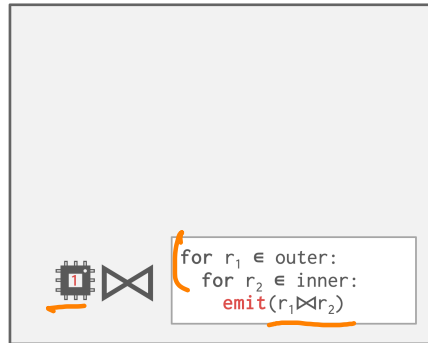 1
for r₁ ∈ outer:
for r₂ ∈ inner:
emit(r₁⋈r₂)